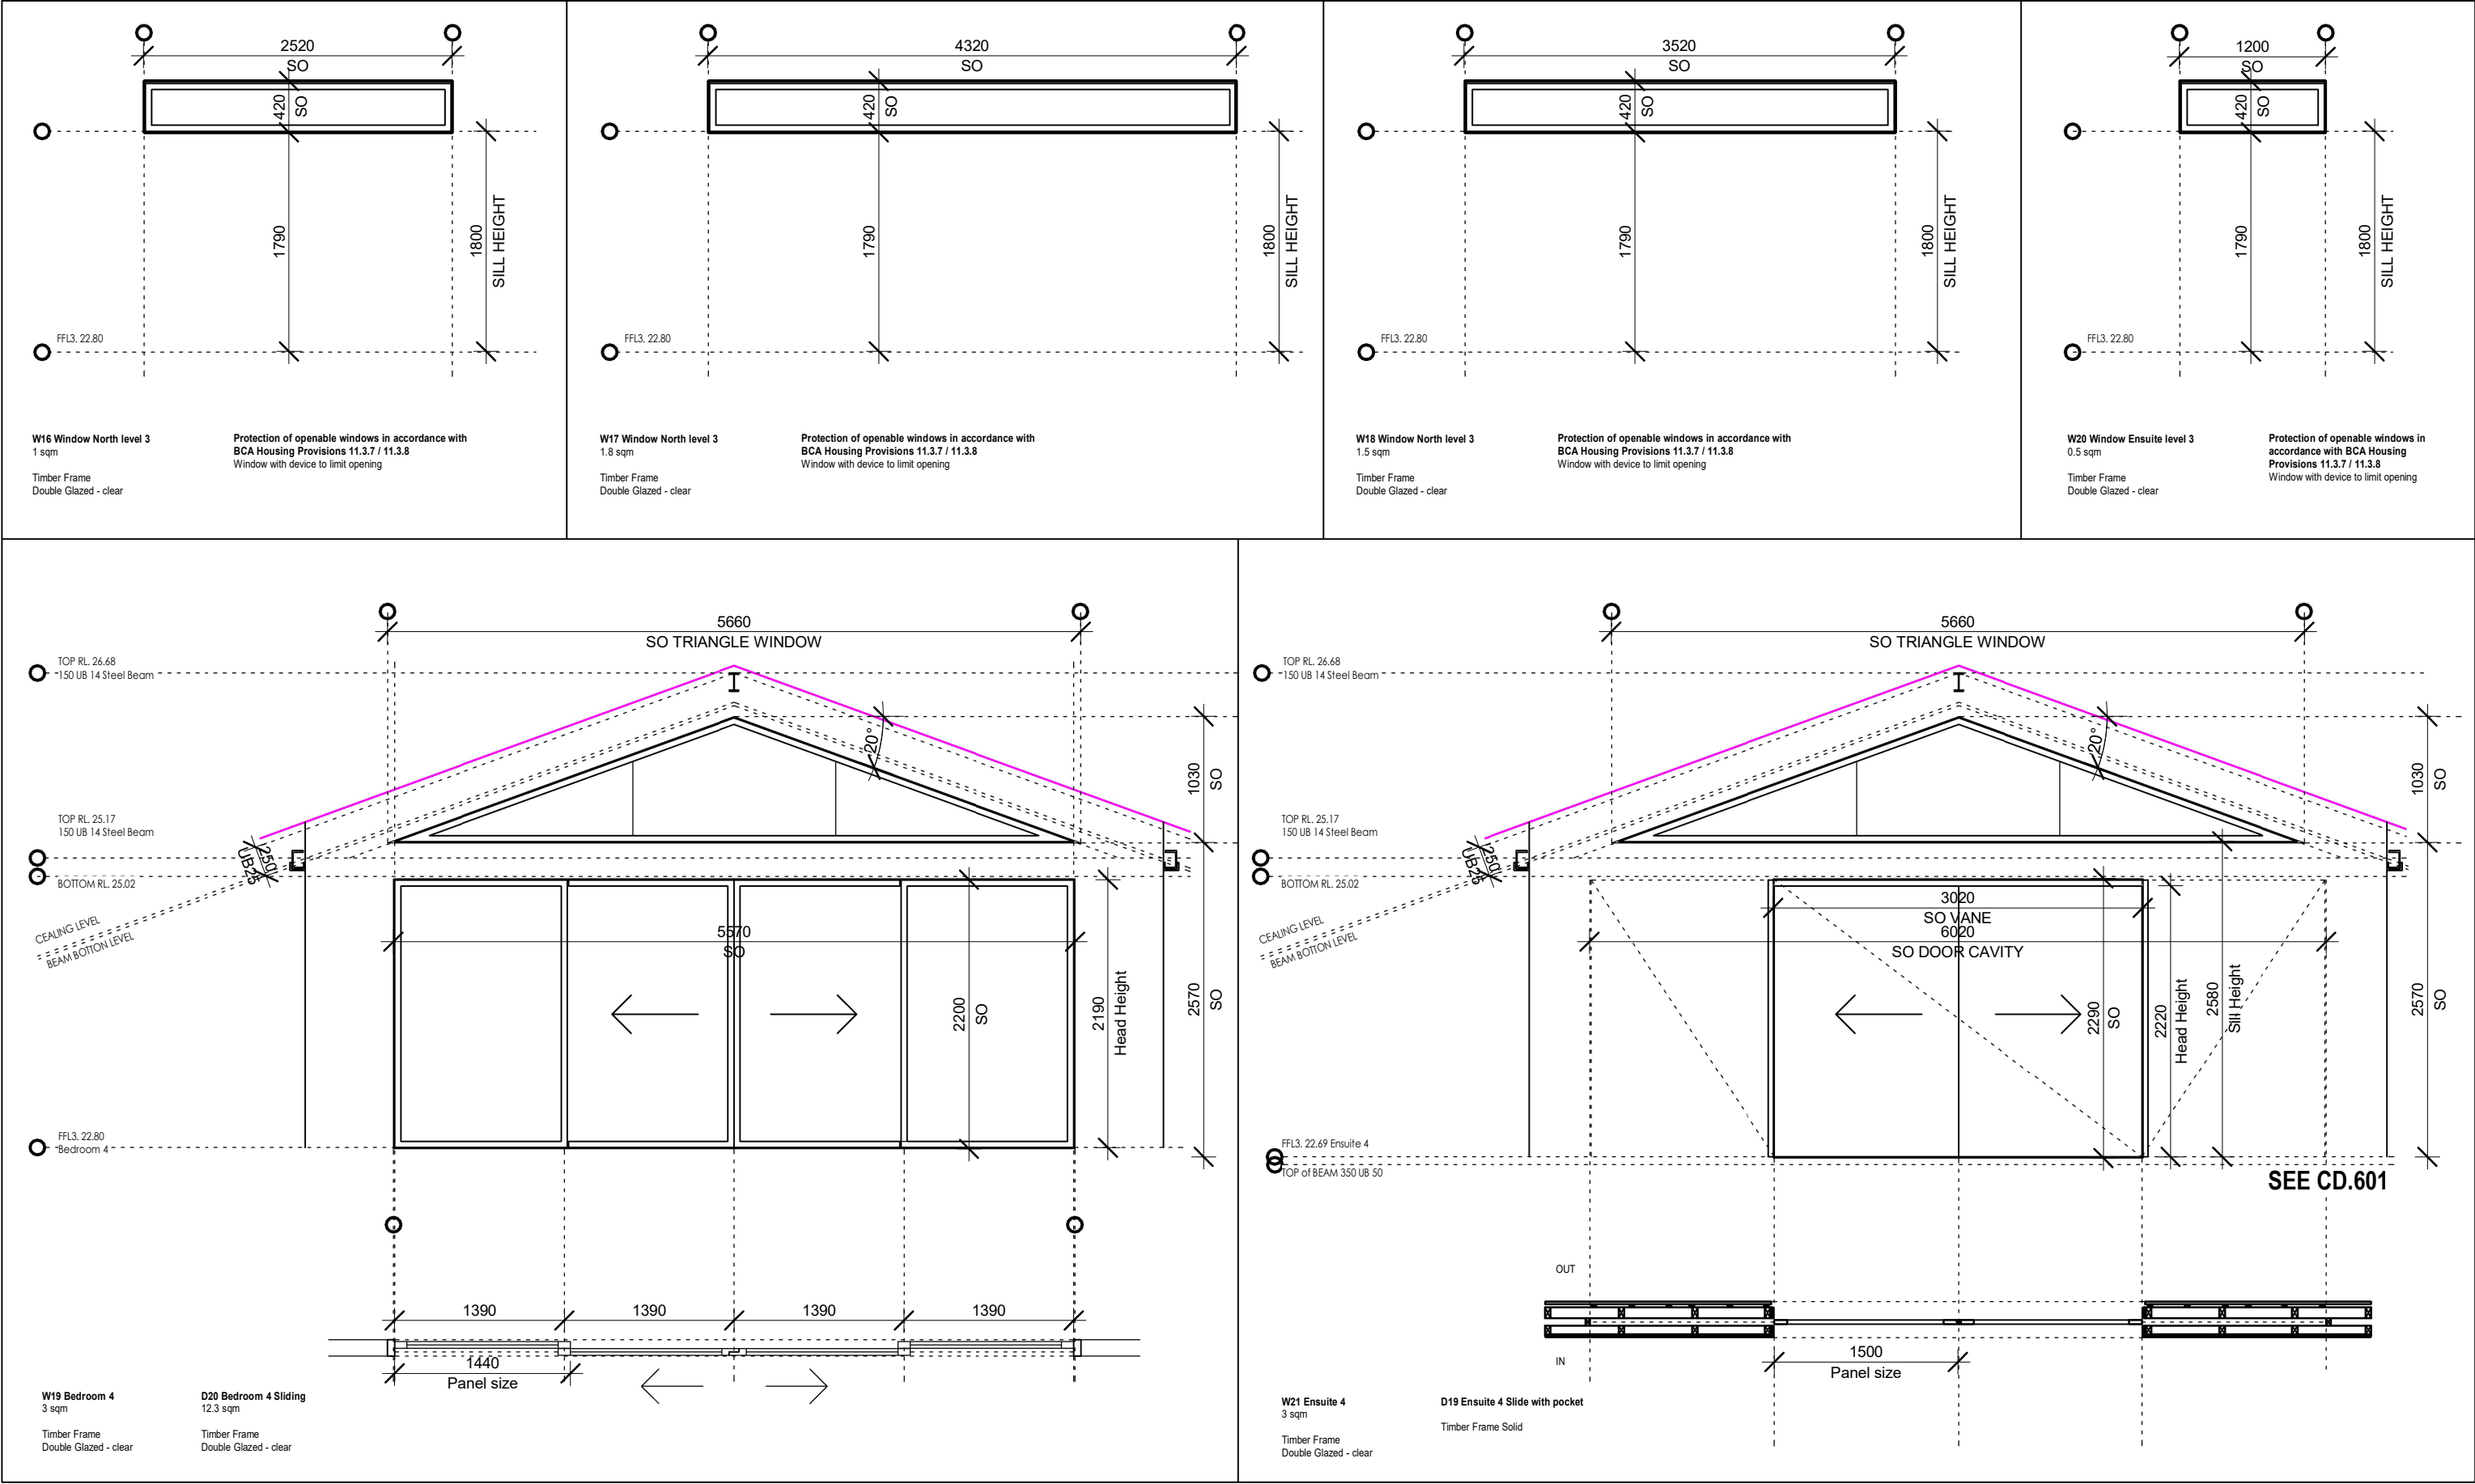 2520
SO
420
SO
1790
1800
SILL HEIGHT
FFL3. 22.80
W16 Window North level 3
1 sqm
Timber Frame
Double Glazed - clear
Protection of openable windows in accordance with
BCA Housing Provisions 11.3.7 / 11.3.8
Window with device to limit opening
4320
SO
420
SO
1790
1800
SILL HEIGHT
FFL3. 22.80
W17 Window North level 3
1.8 sqm
Timber Frame
Double Glazed - clear
Protection of openable windows in accordance with
BCA Housing Provisions 11.3.7 / 11.3.8
Window with device to limit opening
3520
SO
420
SO
1790
1800
SILL HEIGHT
FFL3. 22.80
W18 Window North level 3
1.5 sqm
Timber Frame
Double Glazed - clear
Protection of openable windows in accordance with
BCA Housing Provisions 11.3.7 / 11.3.8
Window with device to limit opening
1200
SO
420
SO
1790
1800
SILL HEIGHT
FFL3. 22.80
W20 Window Ensuite level 3
0.5 sqm
Timber Frame
Double Glazed - clear
Protection of openable windows in
accordance with BCA Housing
Provisions 11.3.7 / 11.3.8
Window with device to limit opening
5660
SO TRIANGLE WINDOW
TOP RL. 26.68
150 UB 14 Steel Beam
20°
1030
SO
TOP RL. 25.17
150 UB 14 Steel Beam
250
UB25
BOTTOM RL. 25.02
CEALING LEVEL
BEAM BOTTON LEVEL
5570
SO
2200
SO
2190
Head Height
2570
SO
FFL3. 22.80
Bedroom 4
1390
1390
1390
1390
1440
Panel size
W19 Bedroom 4
3 sqm
Timber Frame
Double Glazed - clear
D20 Bedroom 4 Sliding
12.3 sqm
Timber Frame
Double Glazed - clear
5660
SO TRIANGLE WINDOW
TOP RL. 26.68
150 UB 14 Steel Beam
20°
1030
SO
TOP RL. 25.17
150 UB 14 Steel Beam
250
UB25
BOTTOM RL. 25.02
CEALING LEVEL
BEAM BOTTON LEVEL
3020
SO VANE
6020
SO DOOR CAVITY
2290
SO
2220
Head Height
2580
Sill Height
2570
SO
FFL3. 22.69 Ensuite 4
TOP of BEAM 350 UB 50
SEE CD.601
OUT
IN
1500
Panel size
W21 Ensuite 4
3 sqm
Timber Frame
Double Glazed - clear
D19 Ensuite 4 Slide with pocket
Timber Frame Solid